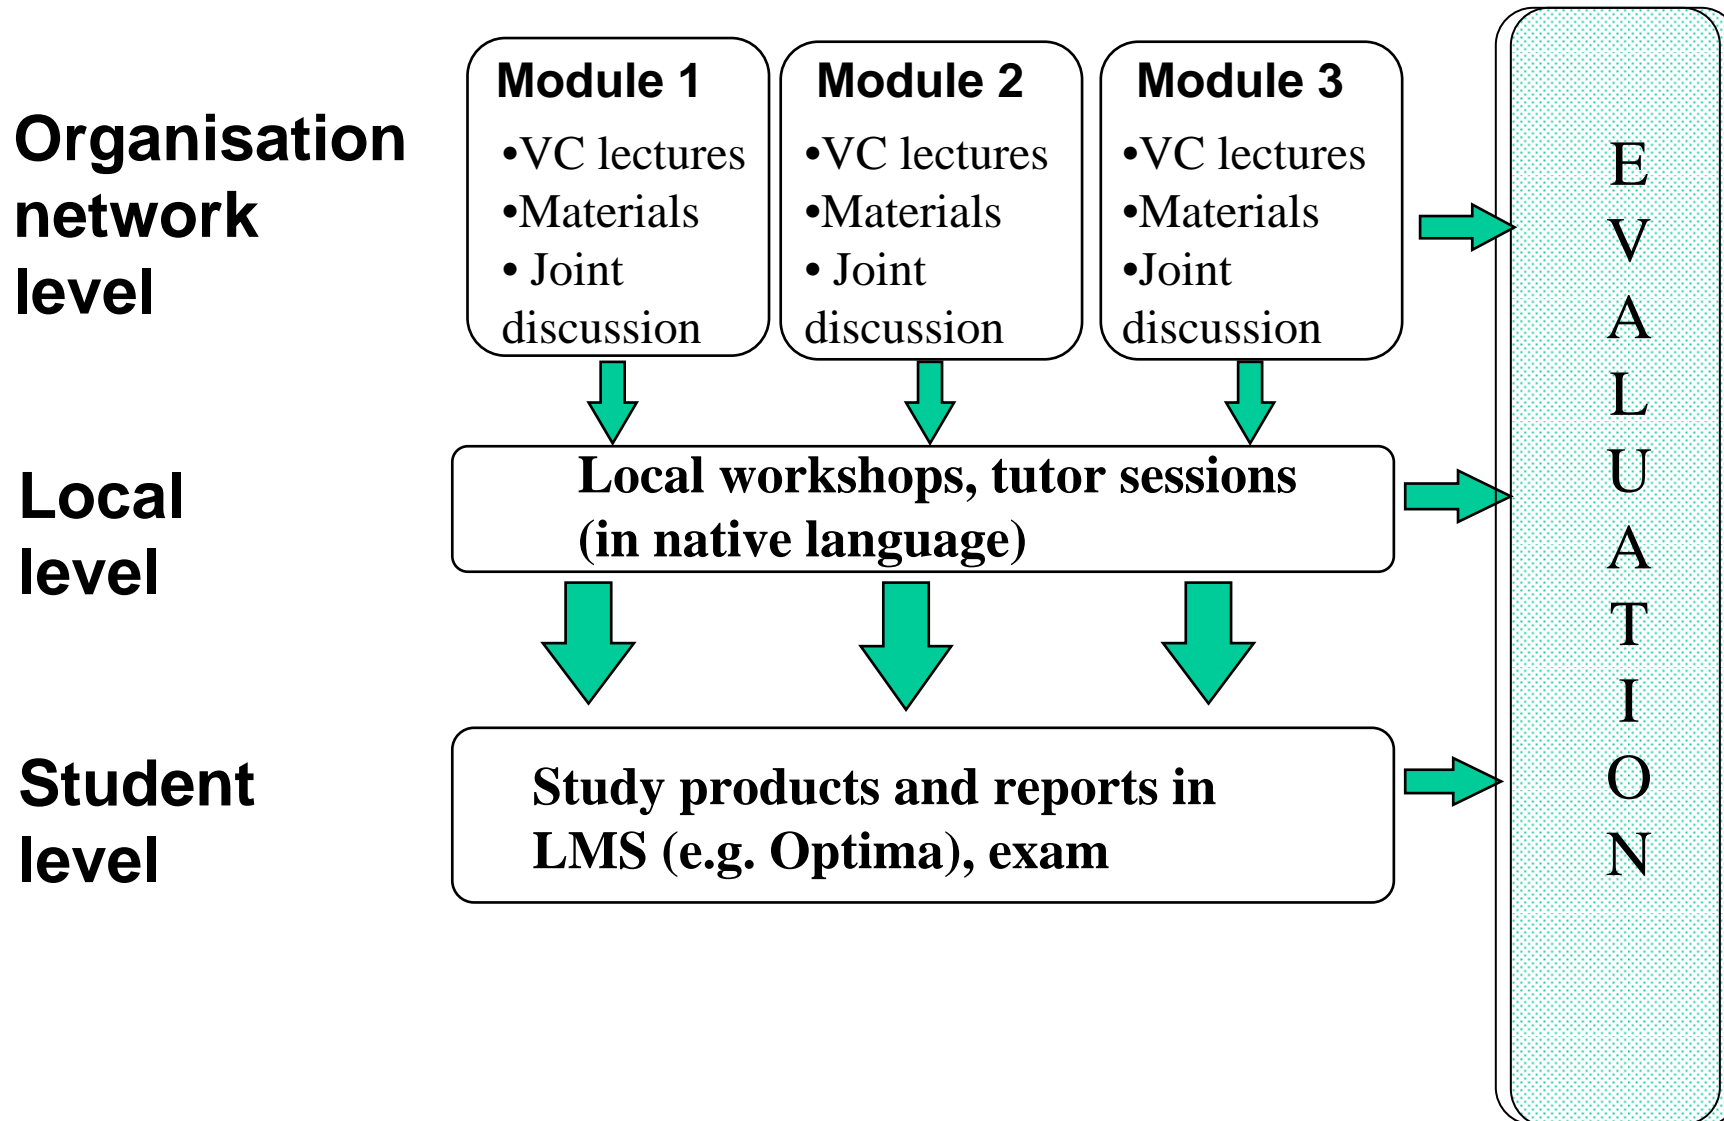 Organisation
network
level
Module 1
•VC lectures
•Materials
• Joint
discussion
Module 2
•VC lectures
•Materials
• Joint
discussion
Module 3
•VC lectures
•Materials
•Joint
discussion
Local
level
Local workshops, tutor sessions
(in native language)
Student
level
Study products and reports in
LMS (e.g. Optima), exam
E
V
A
L
U
A
T
I
O
N